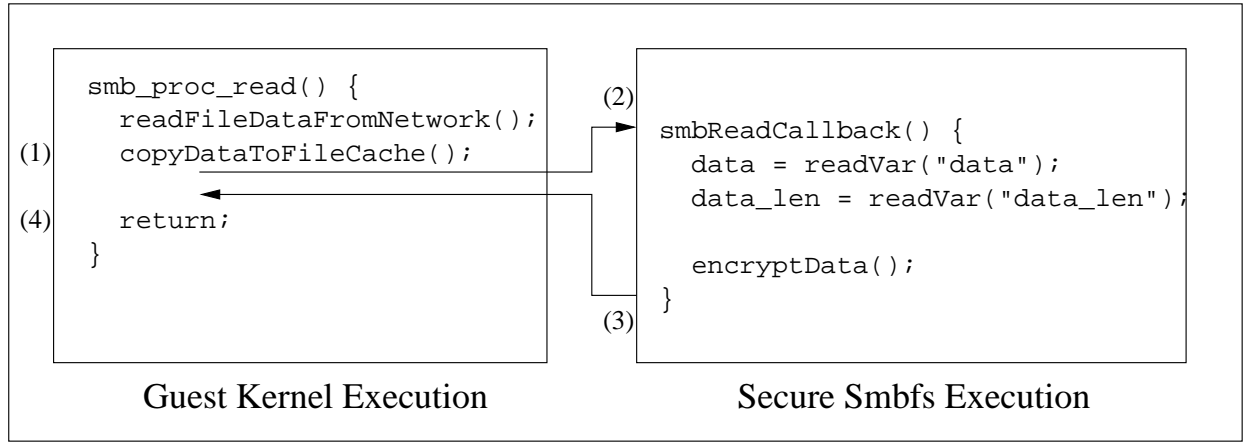 smb_proc_read() {
readFileDataFromNetwork();
(1) copyDataToFileCache();
(4) return;
}
Guest Kernel Execution
(2)
smbReadCallback() {
data = readVar("data");
data_len = readVar("data_len");
encryptData();
}
(3)
Secure Smbfs Execution